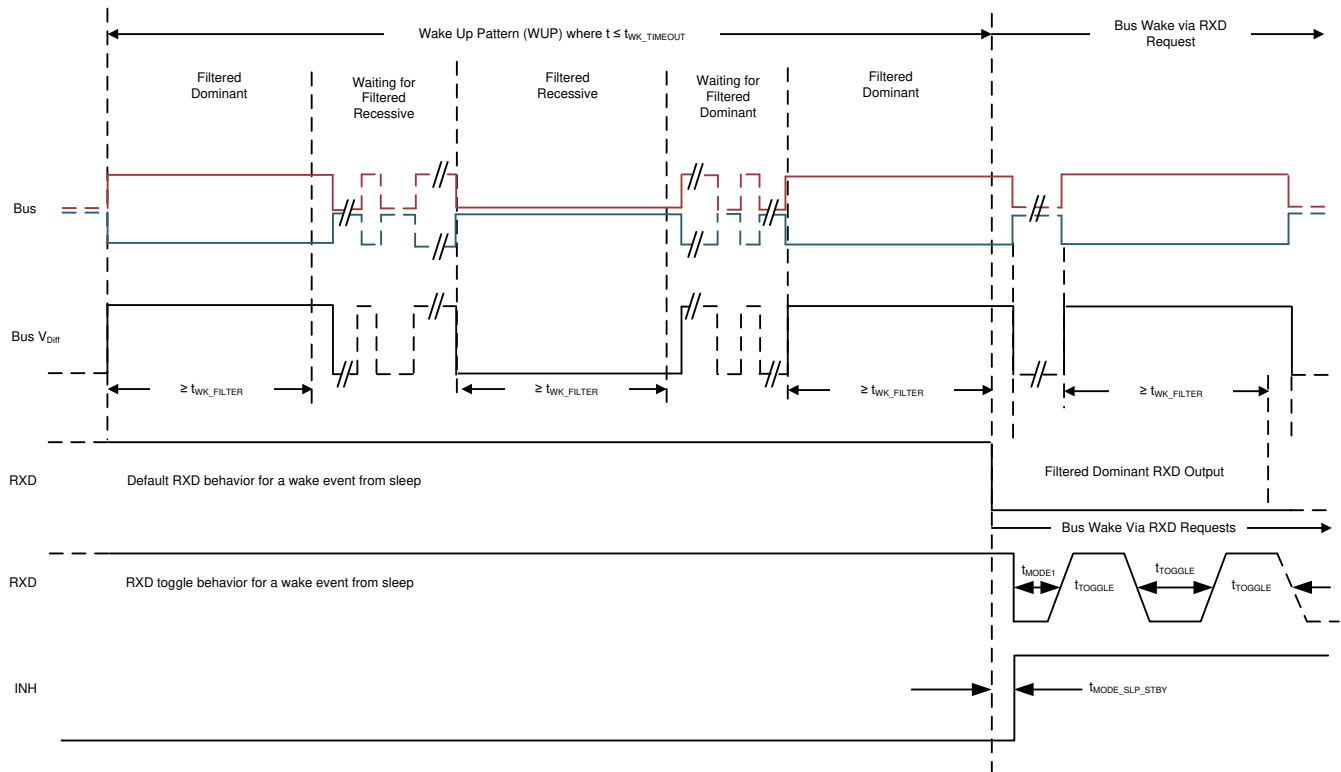 Wake Up Pattern (WUP) where t ≤ tWK_TIMEOUT
Bus Wake via RXD
Request
Filtered
Dominant
Waiting for
Filtered
Recessive
Filtered
Recessive
Waiting for
Filtered
Dominant
Filtered
Dominant
Bus
Bus VDiff
≥ tWK_FILTER
≥ tWK_FILTER
≥ tWK_FILTER
≥ tWK_FILTER
RXD
Default RXD behavior for a wake event from sleep
Filtered Dominant RXD Output
Bus Wake Via RXD Requests
RXD
RXD toggle behavior for a wake event from sleep
tMODE1
tTOGGLE
tTOGGLE
tTOGGLE
INH
tMODE_SLP_STBY